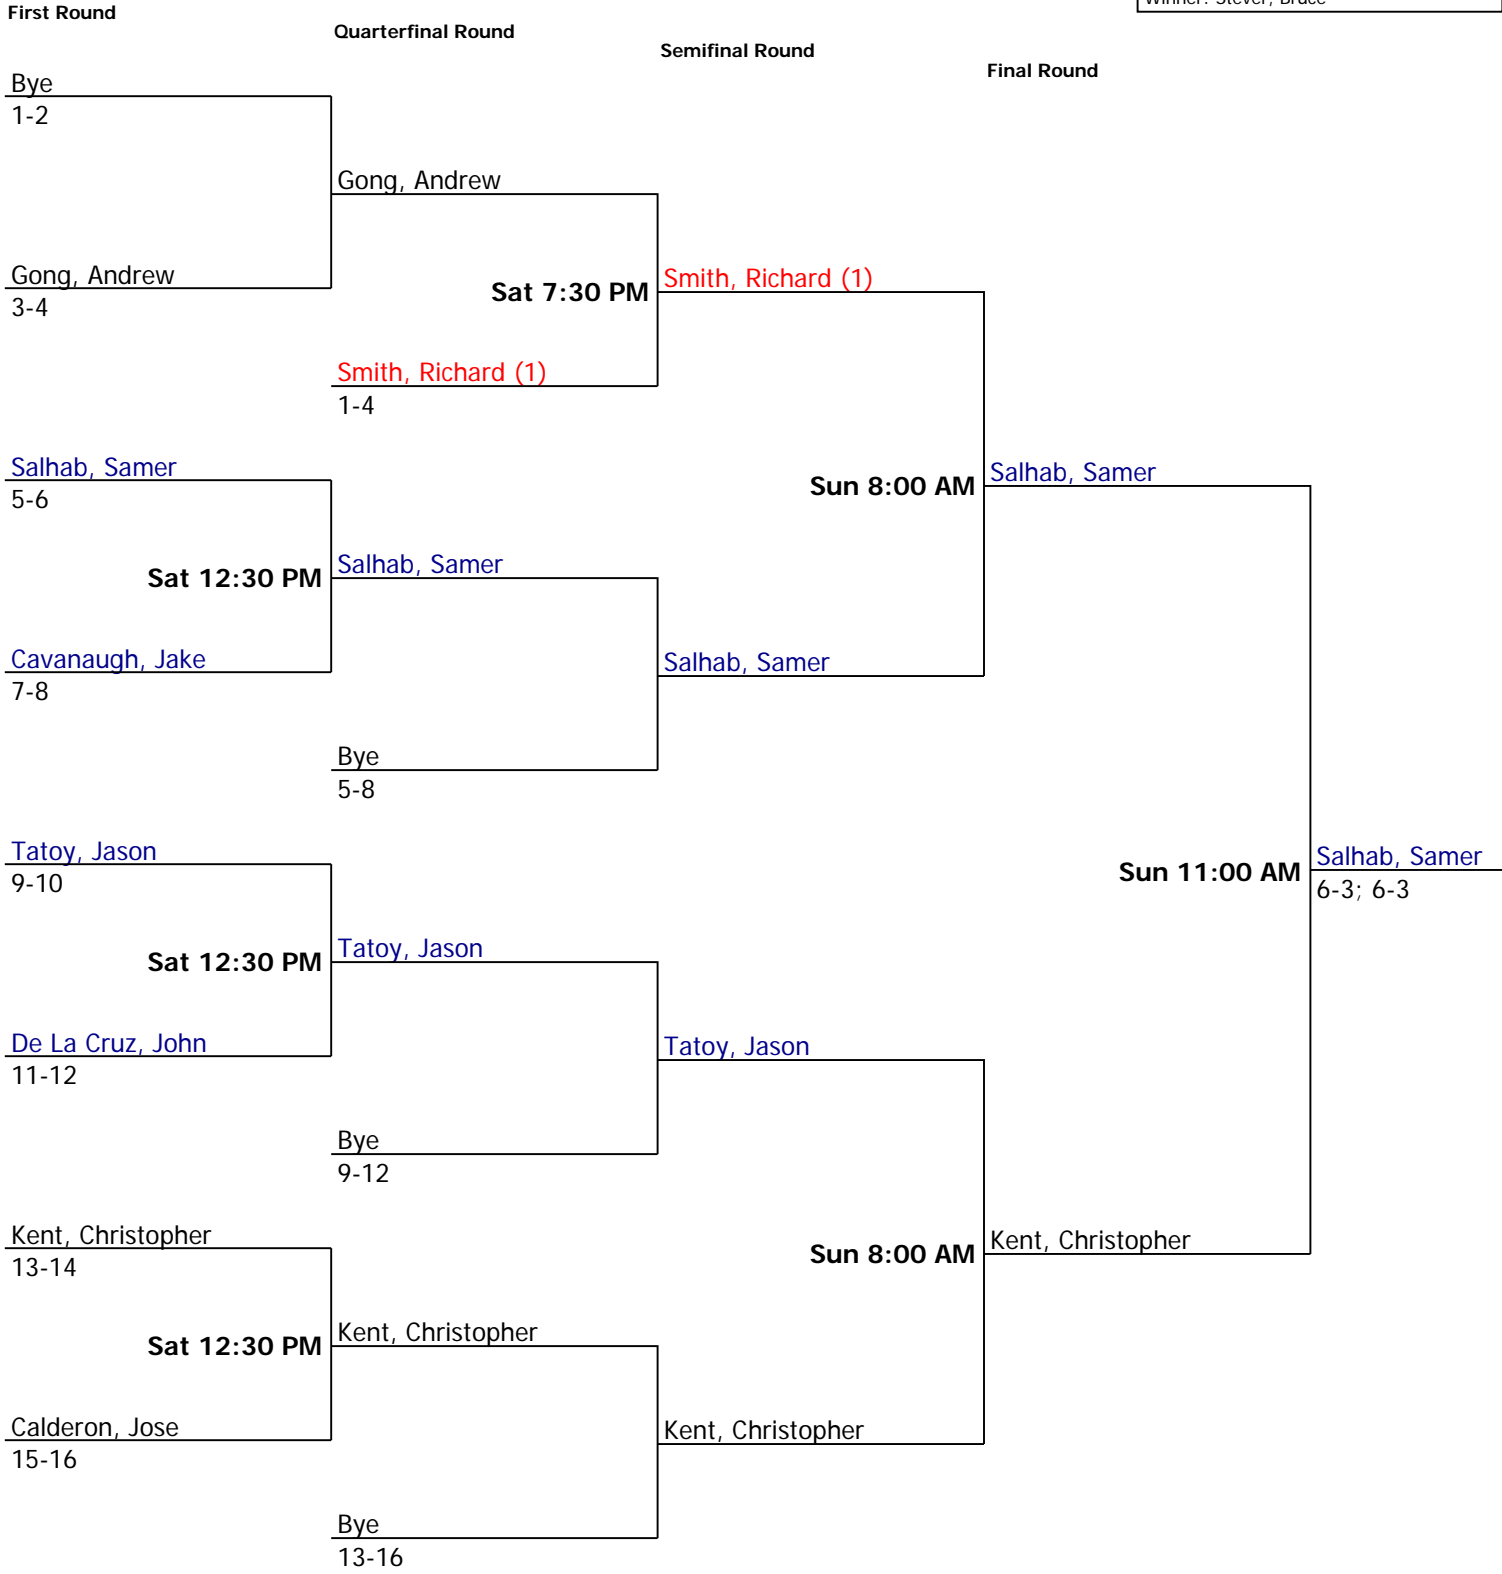 Winner: Stever, Bruce
First Round
Quarterfinal Round
Semifinal Round
Final Round
Bye
1-2
Gong, Andrew
Gong, Andrew
3-4
Sat 7:30 PM
Smith, Richard (1)
Smith, Richard (1)
1-4
Salhab, Samer
5-6
Sun 8:00 AM
Salhab, Samer
Sat 12:30 PM
Salhab, Samer
Cavanaugh, Jake
7-8
Salhab, Samer
Bye
5-8
Tatoy, Jason
9-10
Sun 11:00 AM
Salhab, Samer
6-3; 6-3
Sat 12:30 PM
Tatoy, Jason
De La Cruz, John
11-12
Tatoy, Jason
Bye
9-12
Kent, Christopher
13-14
Sun 8:00 AM
Kent, Christopher
Sat 12:30 PM
Kent, Christopher
Calderon, Jose
15-16
Kent, Christopher
Bye
13-16